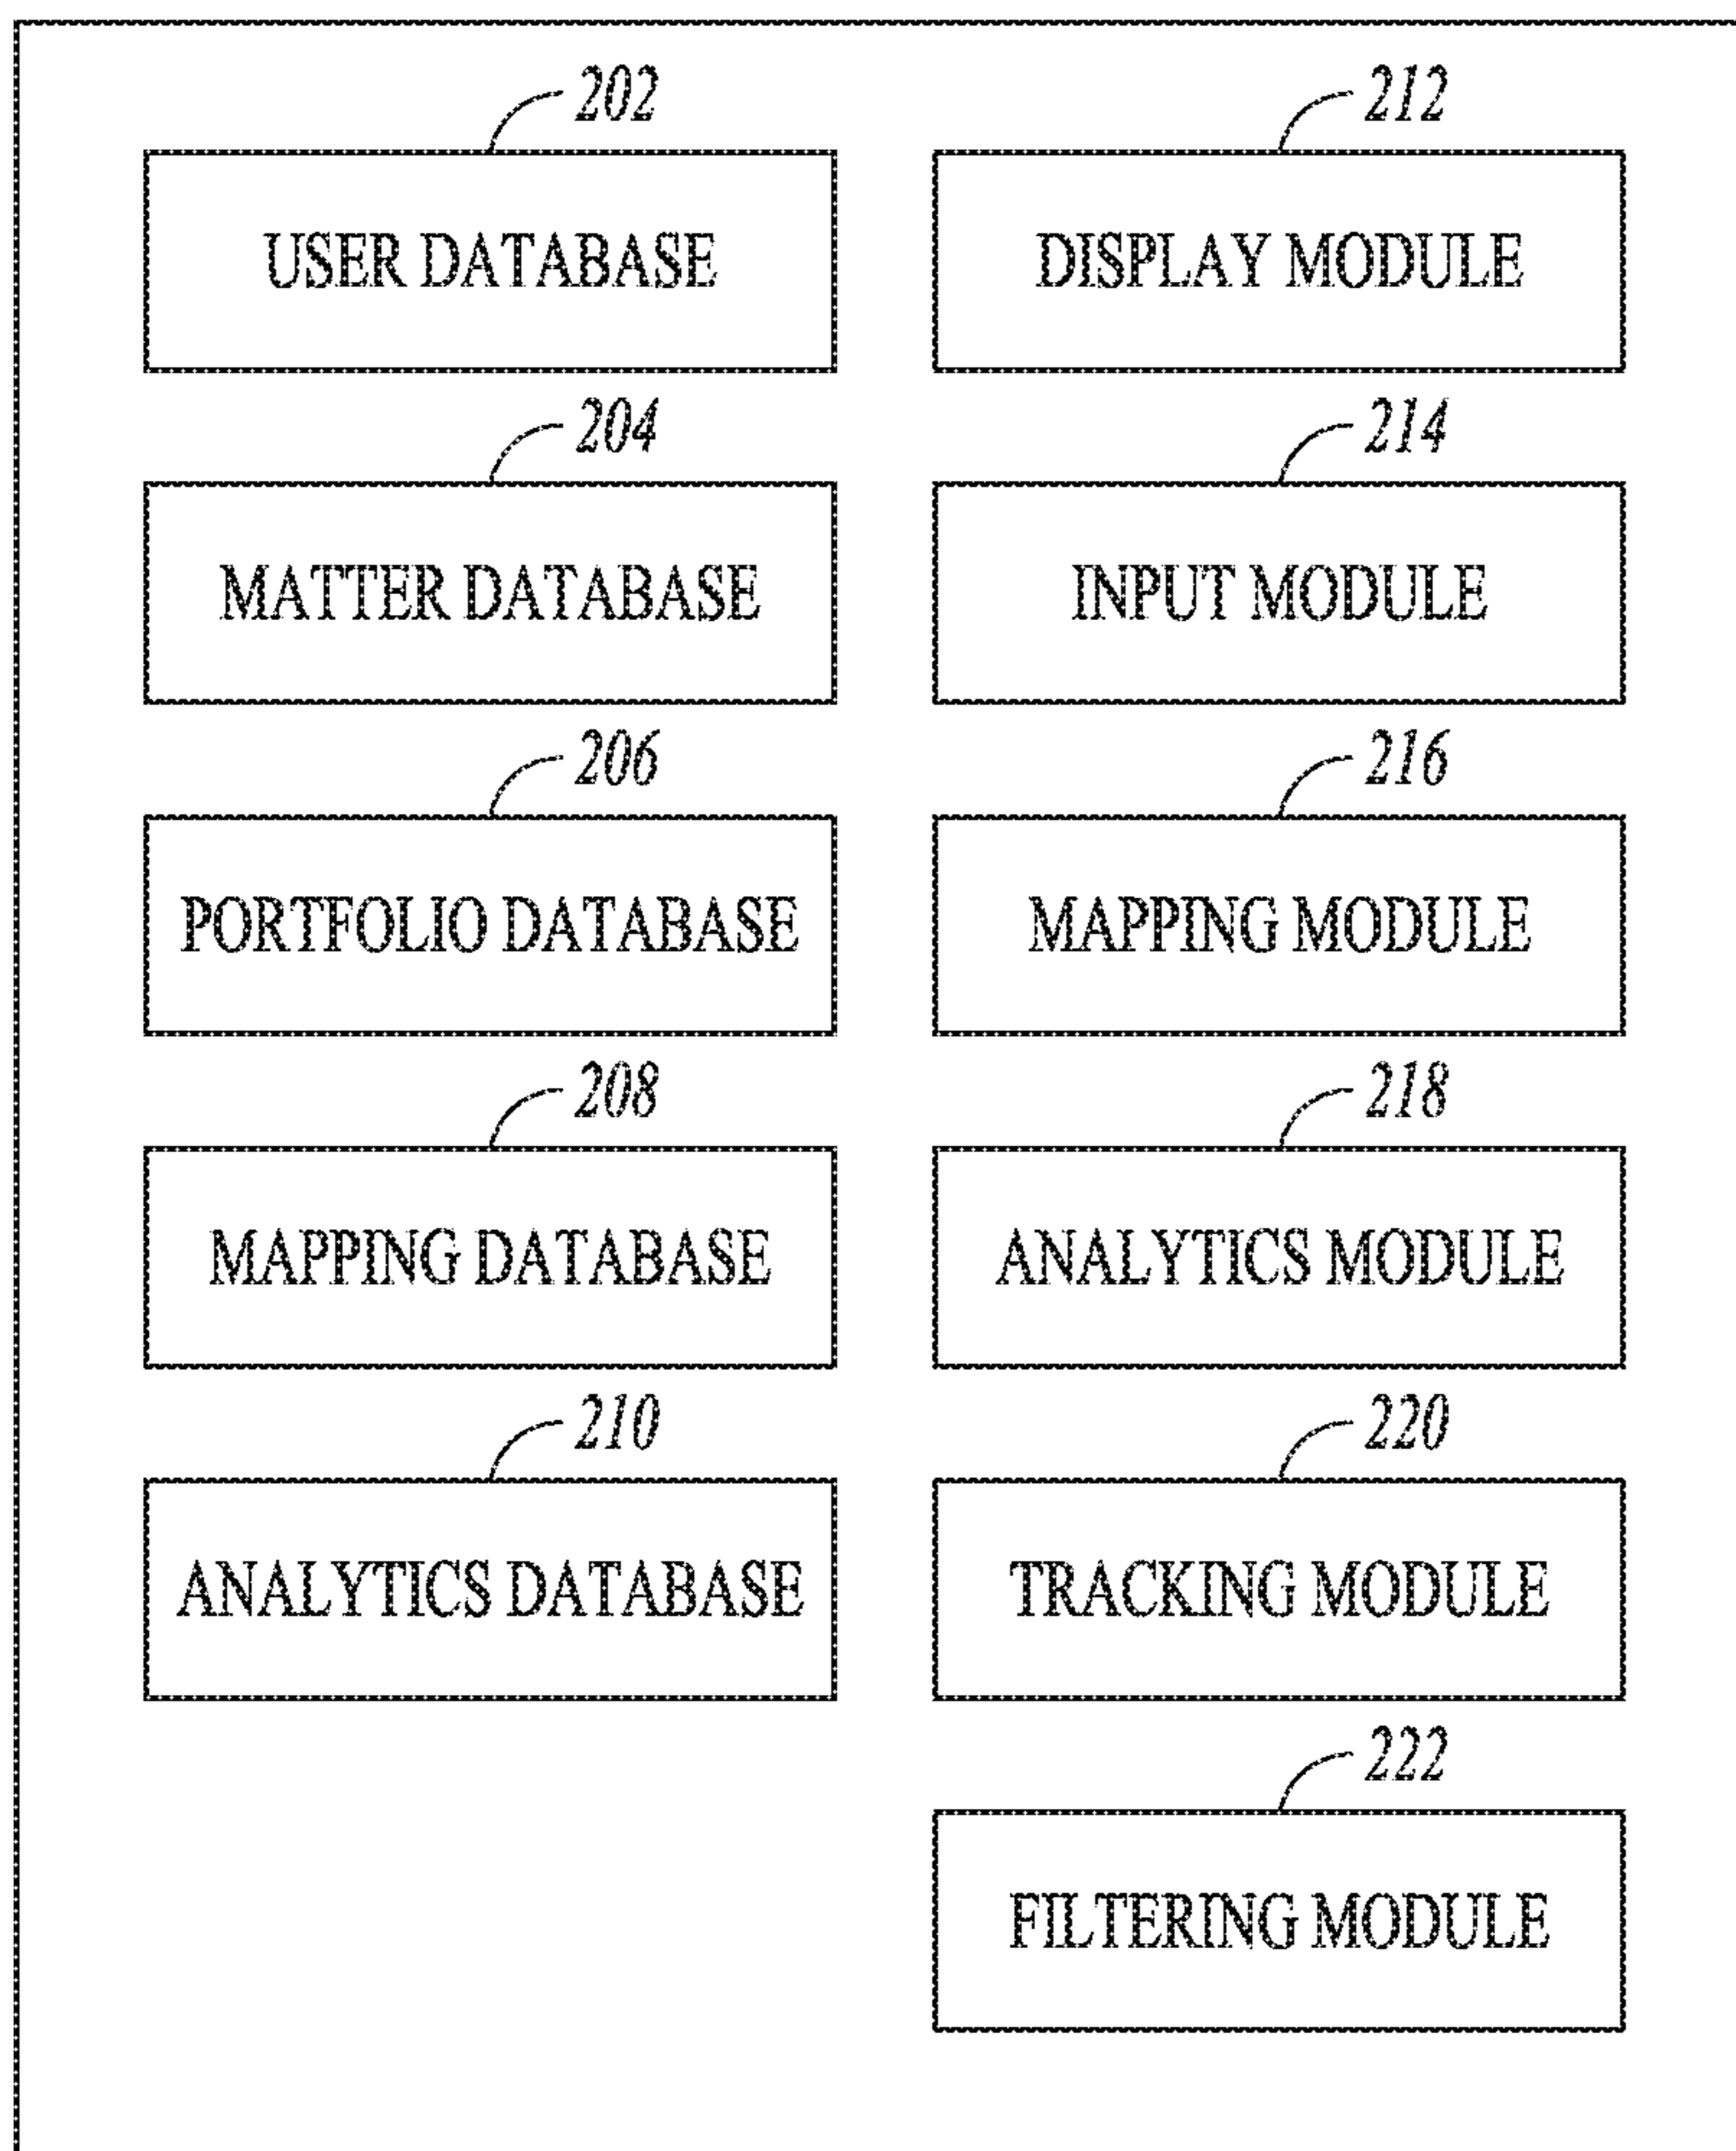 202
USER DATABASE
212
DISPLAY MODULE
204
MATTER DATABASE
214
INPUT MODULE
206
PORTFOLIO DATABASE
216
MAPPING MODULE
208
MAPPING DATABASE
218
ANALYTICS MODULE
210
ANALYTICS DATABASE
220
TRACKING MODULE
222
FILTERING MODULE